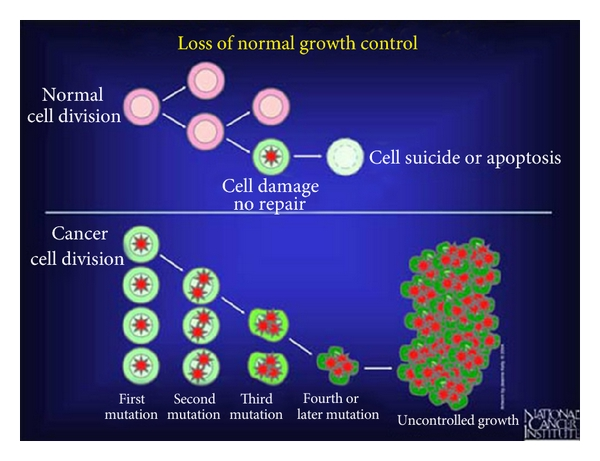 Loss of normal growth control
Normal
cell division
Cell suicide or apoptosis
Cell damage
no repair
Cancer
cell division
First
mutation
Second
mutation
Third
mutation
Fourth or
later mutation
Uncontrolled growth
NATIONAL
CANCER
INSTITUTE